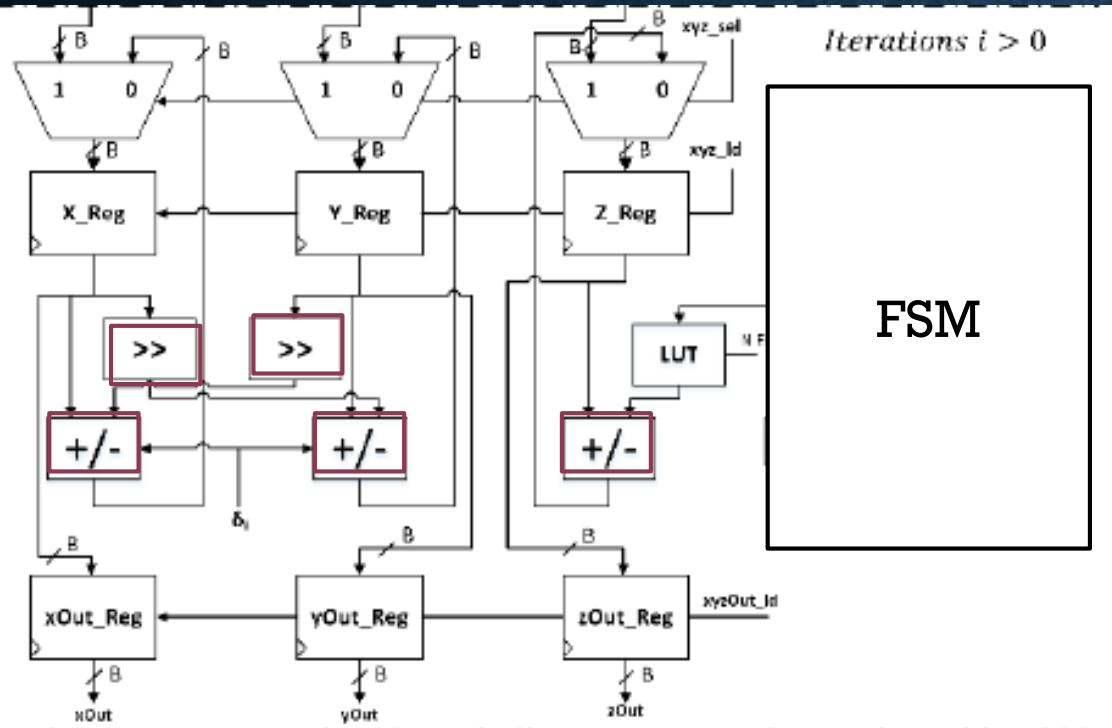 B B B B B B xyz_sel
Iterations i > 0
1 0 1 0 1 0
B B B xyz_ld
X_Reg Y_Reg Z_Reg
>> >> LUT
FSM
+/- +/- +/-
δᵢ
B B B
xOut_Reg yOut_Reg zOut_Reg xyzOut_ld
B B B
xOut yOut zOut